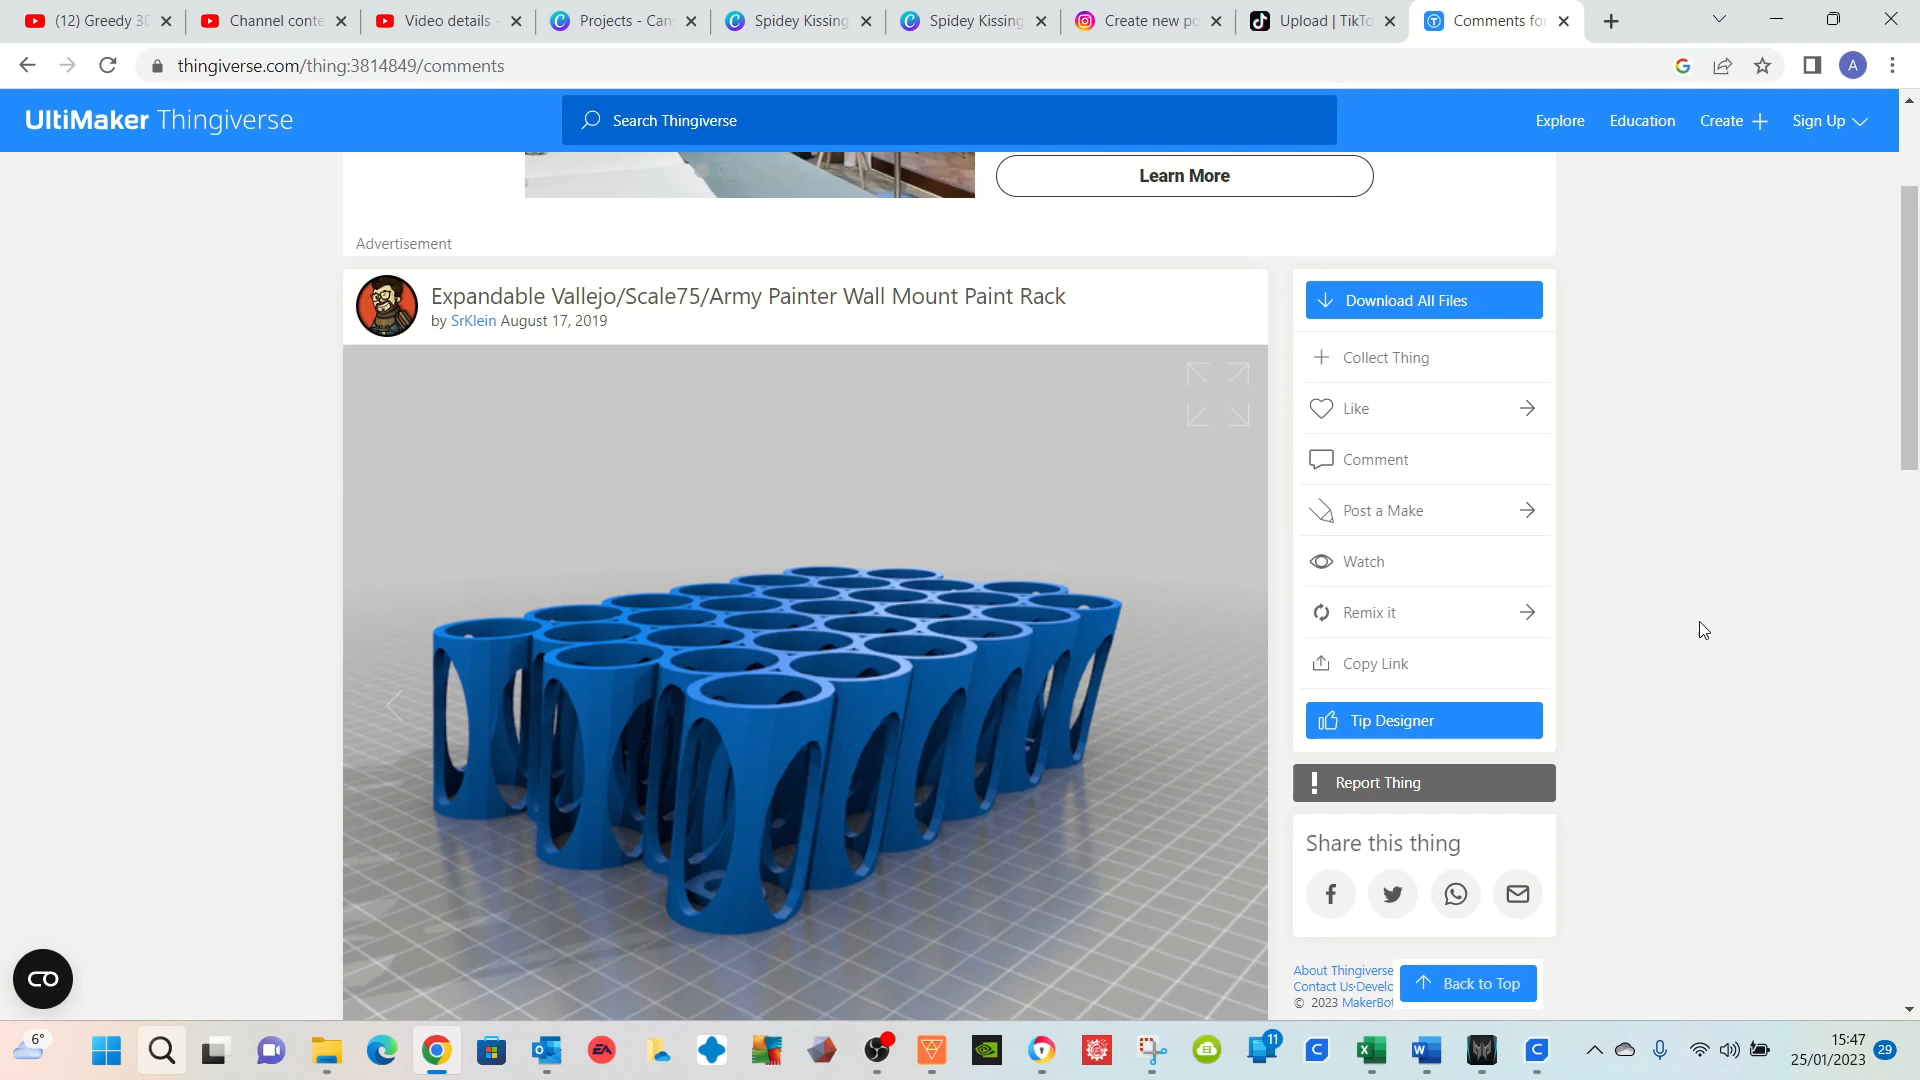 (12) Greedy 3D
Channel conte
Video details -
Projects - Can
Spidey Kissing
Spidey Kissing
Create new po
Upload | TikTo
Comments for
thingiverse.com/thing:3814849/comments
A
UltiMaker Thingiverse
Search Thingiverse
Explore
Education
Create
Sign Up
Learn More
Advertisement
Expandable Vallejo/Scale75/Army Painter Wall Mount Paint Rack
by SrKlein August 17, 2019
Download All Files
Collect Thing
Like
Comment
Post a Make
Watch
Remix it
Copy Link
Tip Designer
Report Thing
Share this thing
About Thingiverse
Contact Us·Develo
© 2023 MakerBot
Back to Top
6°
EA
11
15:47
25/01/2023
29